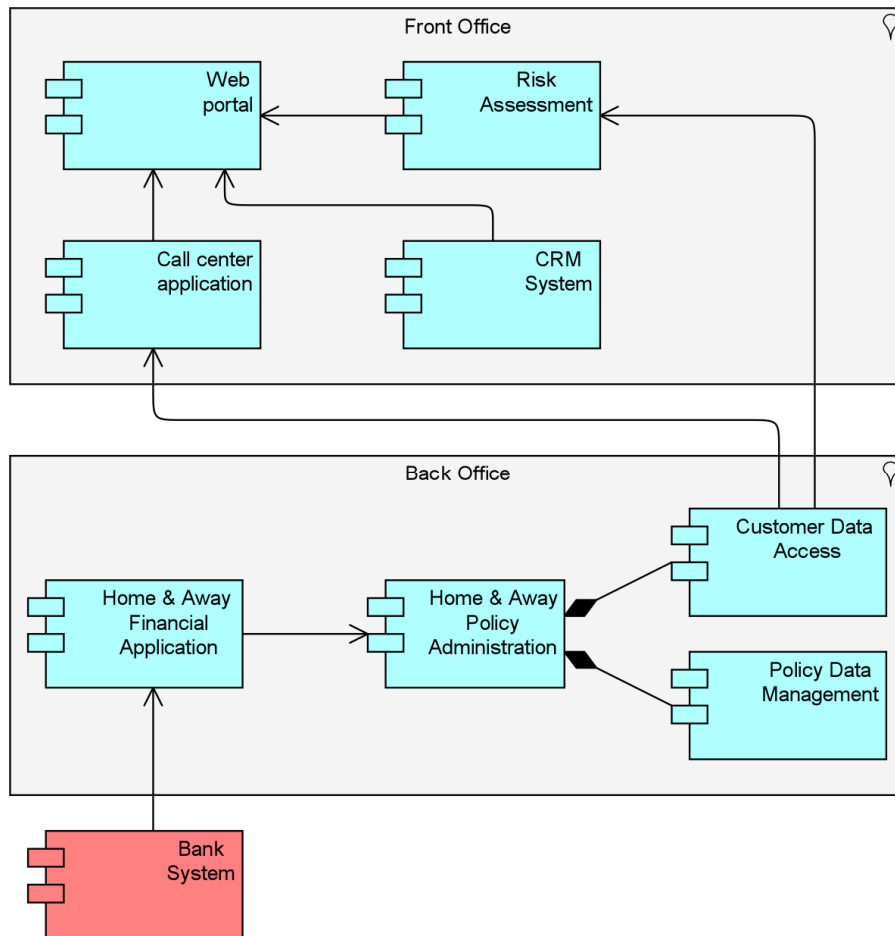 Front Office
Web
portal
Risk
Assessment
Call center
application
CRM
System
Back Office
Customer Data
Access
Home & Away
Financial
Application
Home & Away
Policy
Administration
Policy Data
Management
Bank
System